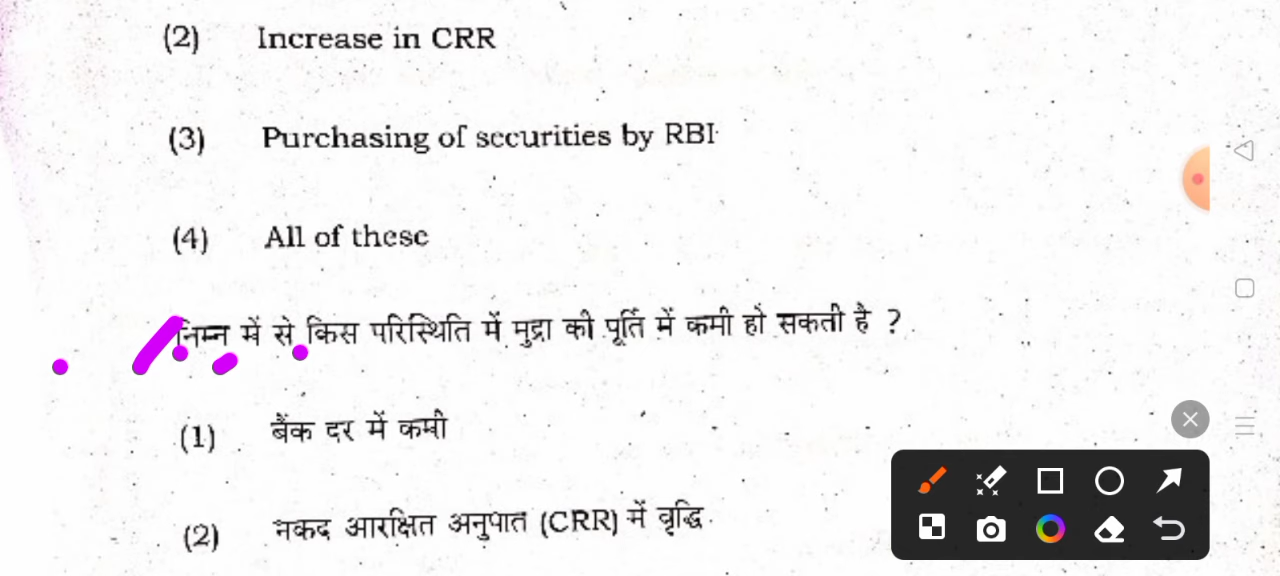 (2) Increase in CRR
(3) Purchasing of securities by RBI
(4) All of these
निम्न में से किस परिस्थिति में मुद्रा की पूर्ति में कमी हो सकती है ?
(1) बैंक दर में कमी
(2) नकद आरक्षित अनुपात (CRR) में वृद्धि